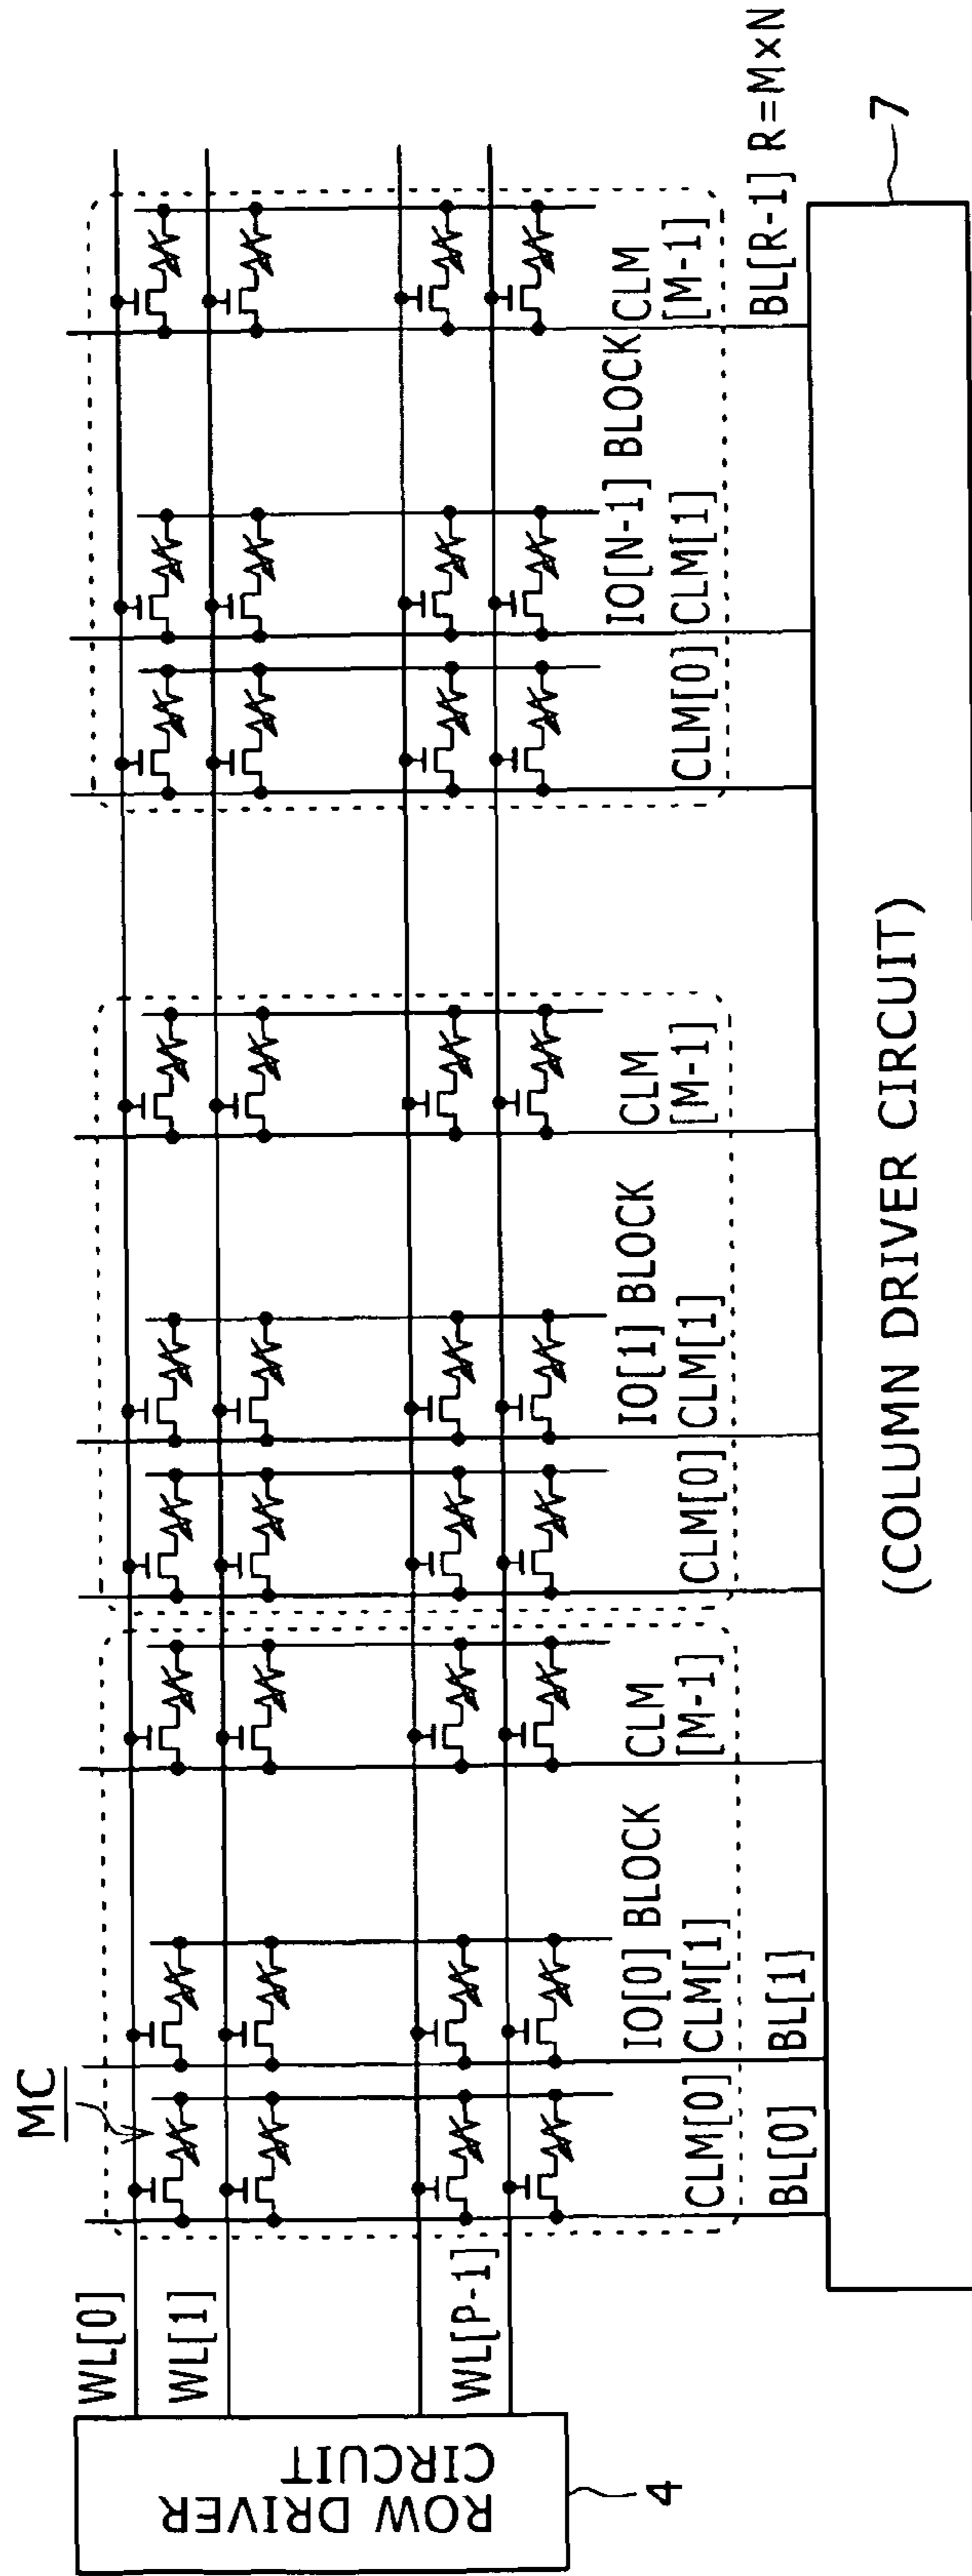 MC
WL[0]
WL[1]
WL[P-1]
ROW DRIVER
CIRCUIT
4
IO[0] BLOCK
CLM[0] CLM[1]
CLM
[M-1]
IO[1] BLOCK
CLM[0] CLM[1]
CLM
[M-1]
IO[N-1] BLOCK
CLM[0] CLM[1]
CLM
[M-1]
BL[0] BL[1]
BL[R-1] R=M×N
7
(COLUMN DRIVER CIRCUIT)